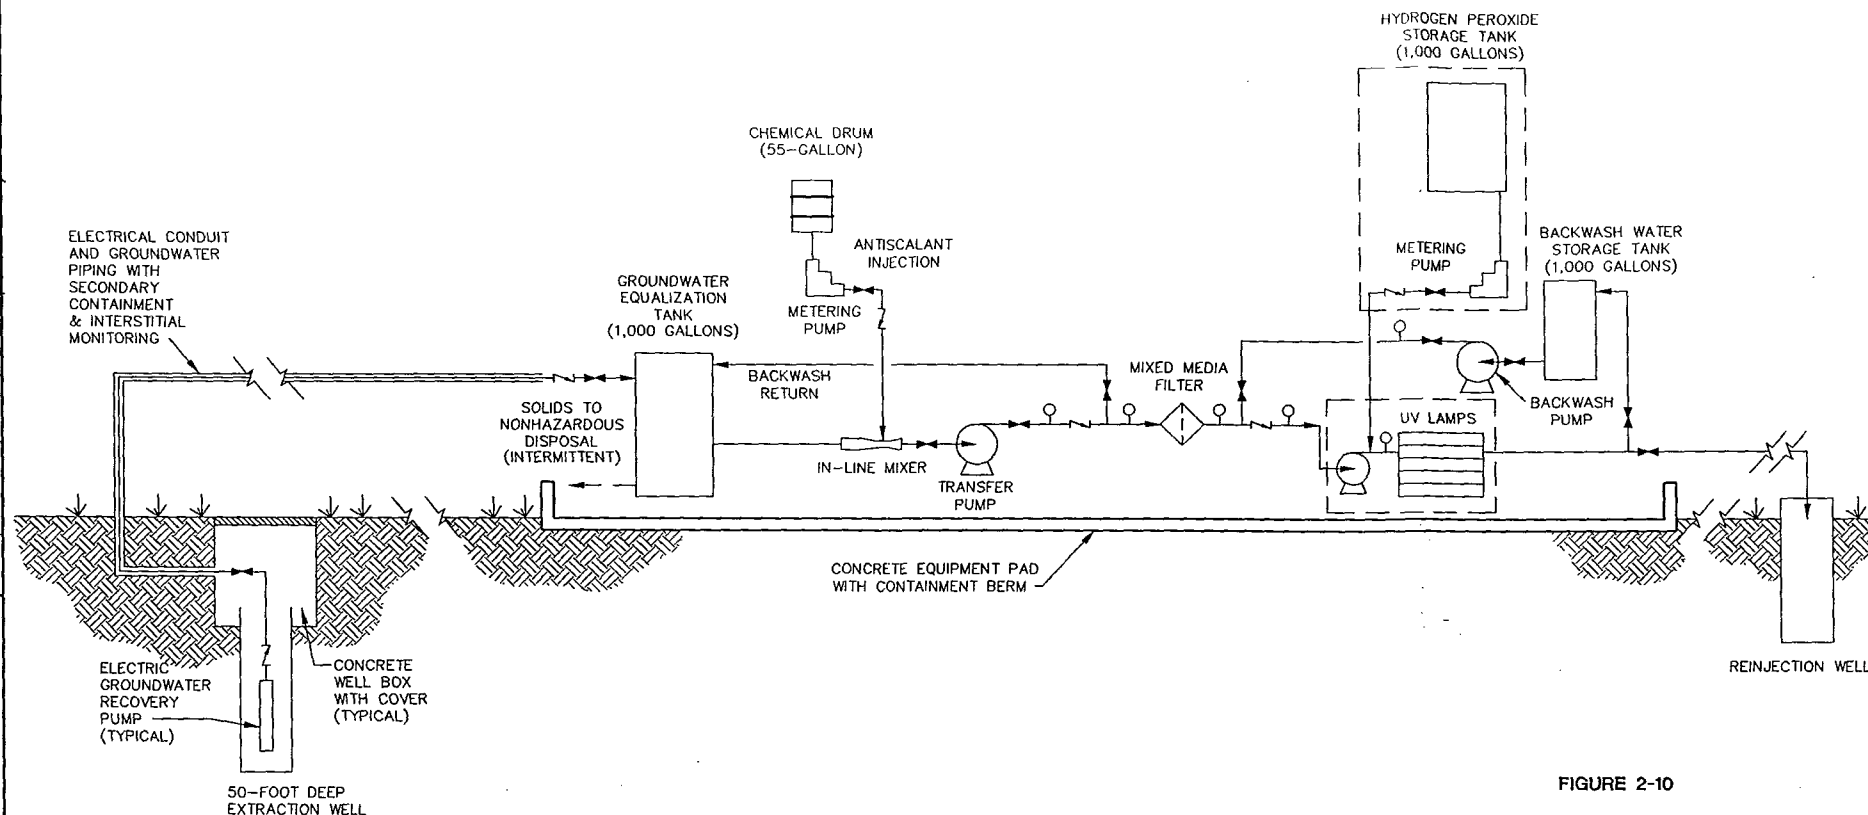 HYDROGEN PEROXIDE
STORAGE TANK
(1,000 GALLONS)
CHEMICAL DRUM
(55-GALLON)
ELECTRICAL CONDUIT
AND GROUNDWATER
PIPING WITH
SECONDARY
CONTAINMENT
& INTERSTITIAL
MONITORING
GROUNDWATER
EQUALIZATION
TANK
(1,000 GALLONS)
ANTISCALANT
INJECTION
METERING
PUMP
METERING
PUMP
BACKWASH WATER
STORAGE TANK
(1,000 GALLONS)
BACKWASH
RETURN
MIXED MEDIA
FILTER
SOLIDS TO
NONHAZARDOUS
DISPOSAL
(INTERMITTENT)
UV LAMPS
BACKWASH
PUMP
IN-LINE MIXER
TRANSFER
PUMP
CONCRETE EQUIPMENT PAD
WITH CONTAINMENT BERM
ELECTRIC
GROUNDWATER
RECOVERY
PUMP
(TYPICAL)
CONCRETE
WELL BOX
WITH COVER
(TYPICAL)
REINJECTION WELL
50-FOOT DEEP
EXTRACTION WELL
FIGURE 2-10